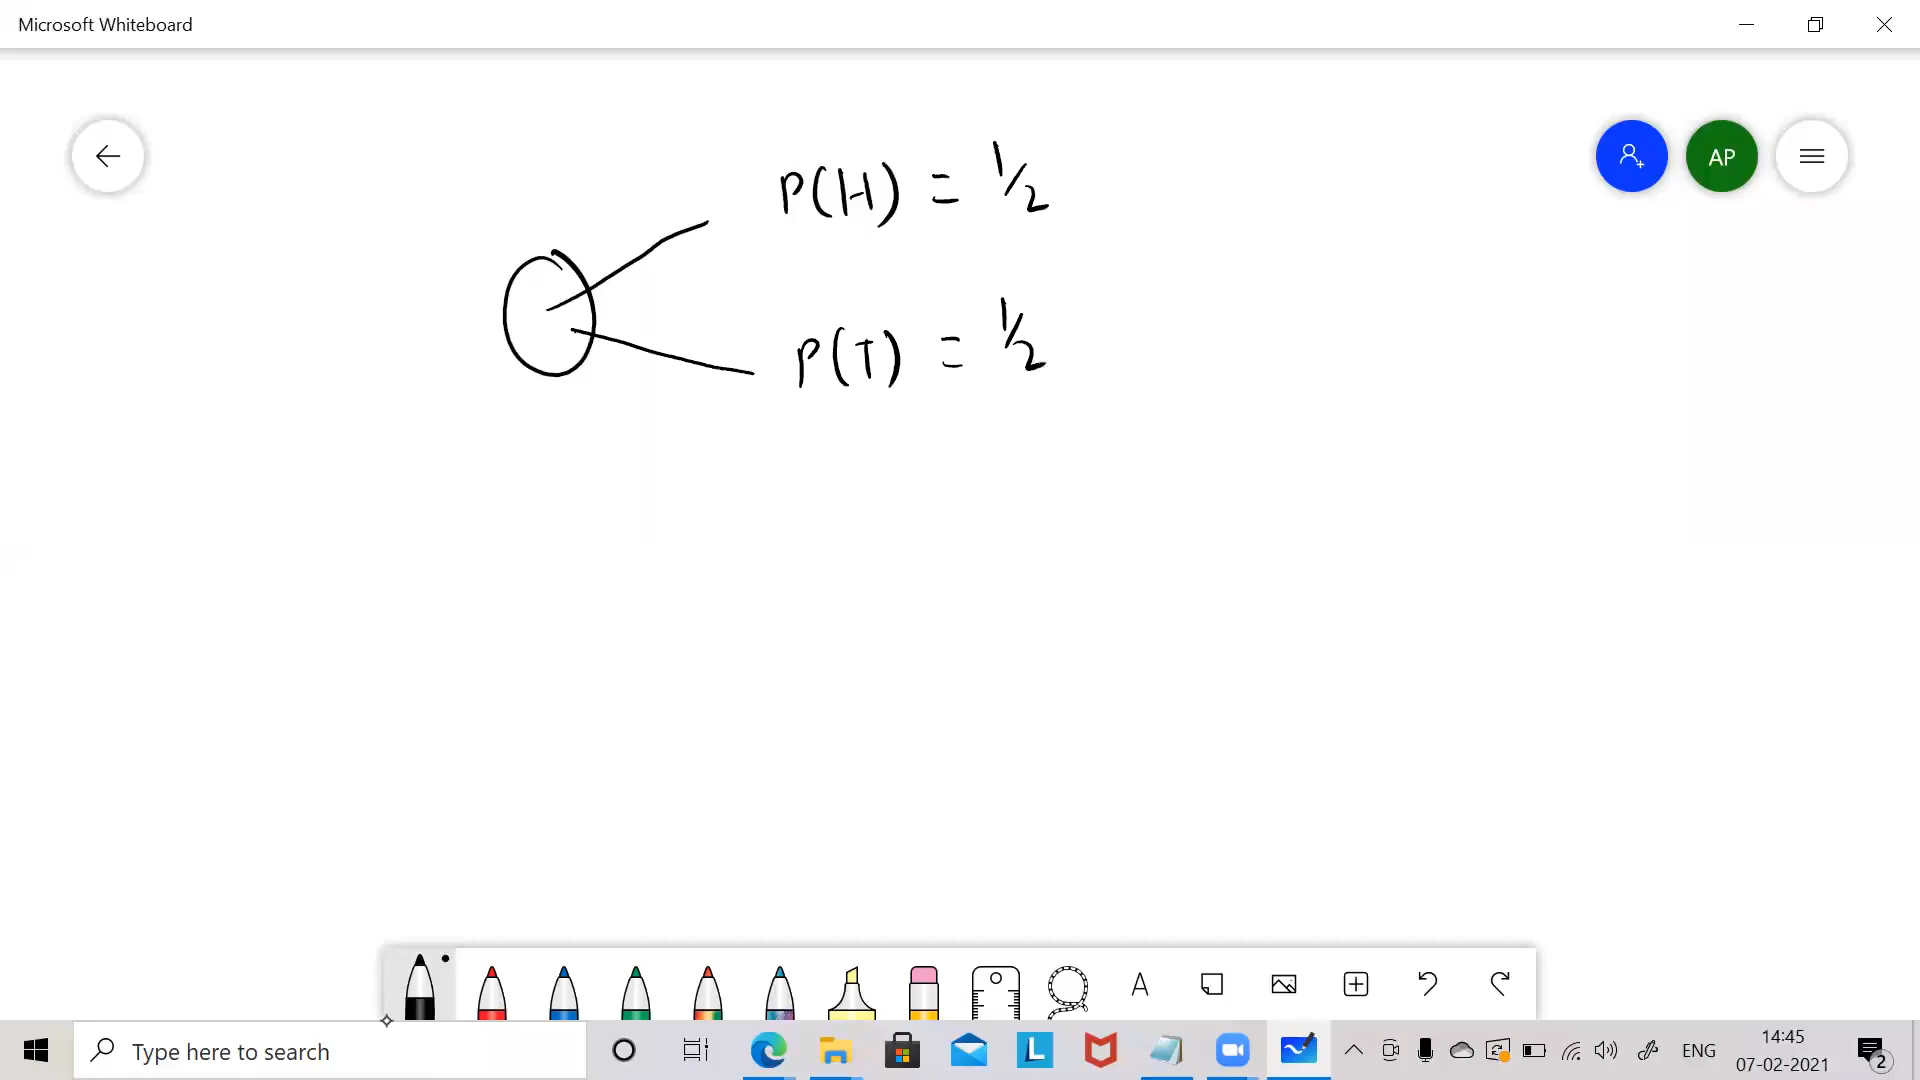 Microsoft Whiteboard
AP
P(H) = 1/2
P(T) = 1/2
A
Type here to search
L
ENG
14:45
07-02-2021
2